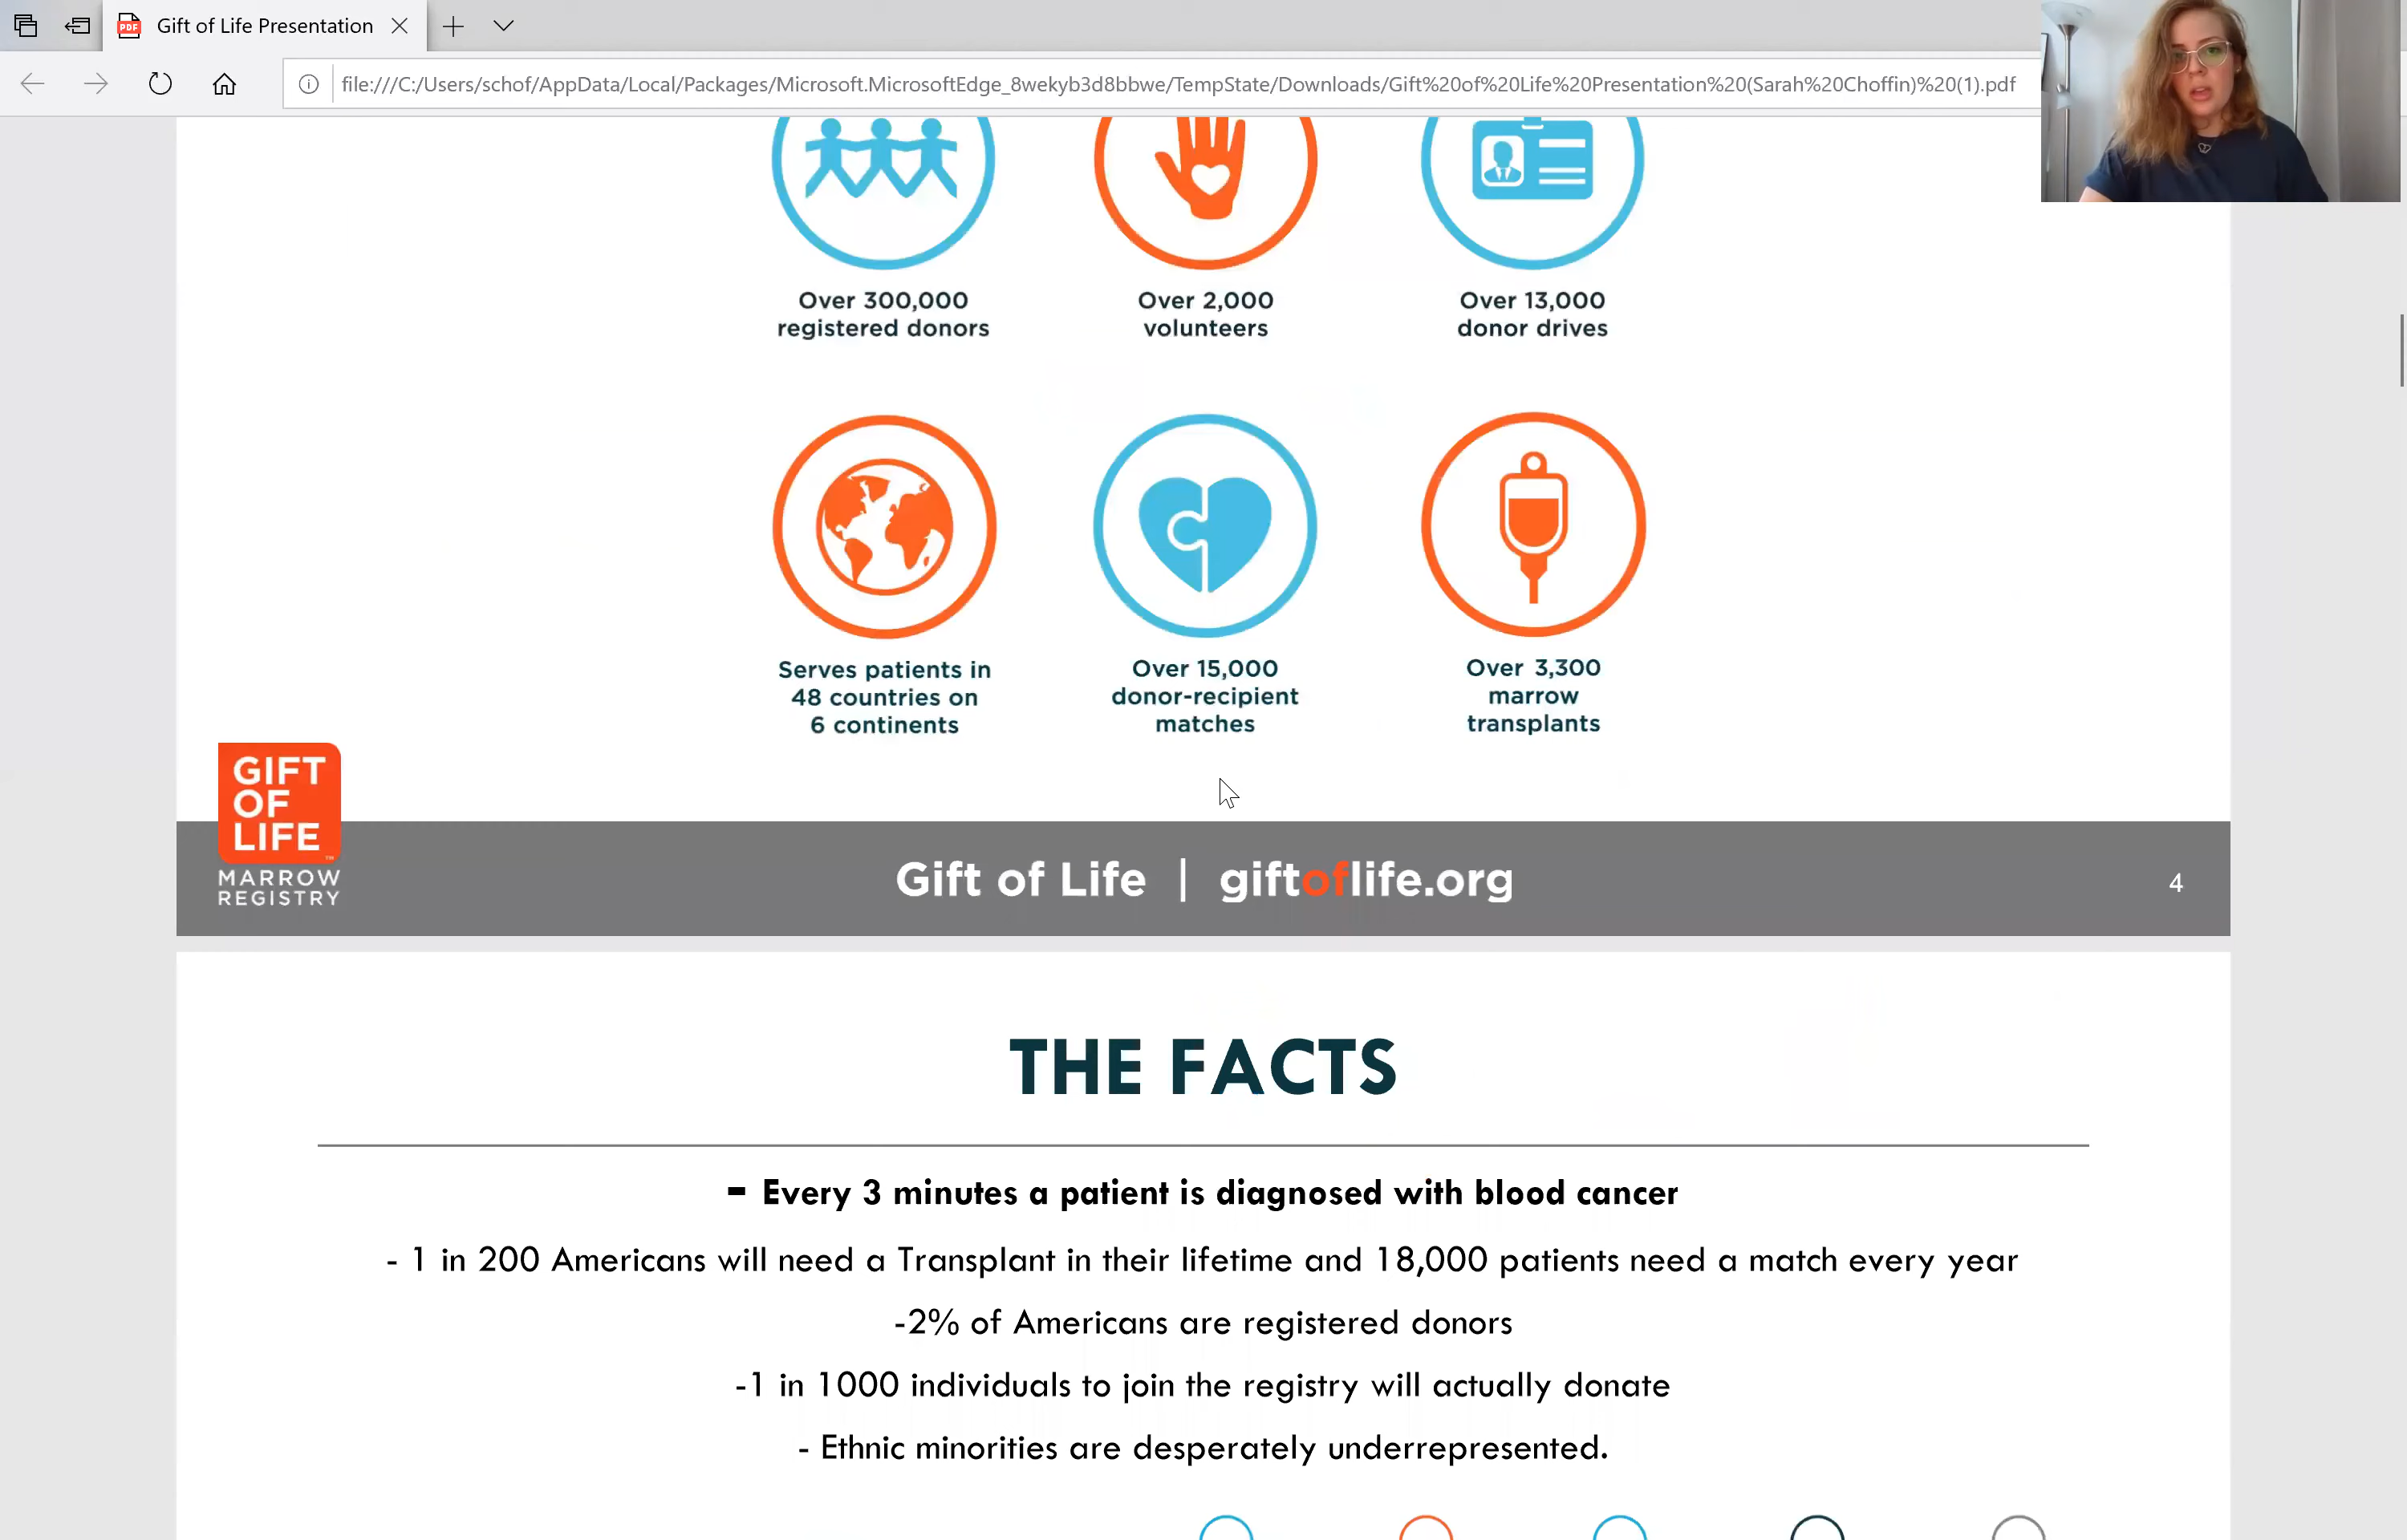 Gift of Life Presentation
file:///C:/Users/schof/AppData/Local/Packages/Microsoft.MicrosoftEdge_8wekyb3d8bbwe/TempState/Downloads/Gift%20of%20Life%20Presentation%20(Sarah%20Choffin)%20(1).pdf
Over 300,000
registered donors
Over 2,000
volunteers
Over 13,000
donor drives
Serves patients in
48 countries on
6 continents
Over 15,000
donor-recipient
matches
Over 3,300
marrow
transplants
GIFT
OF
LIFE™
MARROW
REGISTRY
Gift of Life | giftoflife.org
4
THE FACTS
- Every 3 minutes a patient is diagnosed with blood cancer
- 1 in 200 Americans will need a Transplant in their lifetime and 18,000 patients need a match every year
-2% of Americans are registered donors
-1 in 1000 individuals to join the registry will actually donate
- Ethnic minorities are desperately underrepresented.